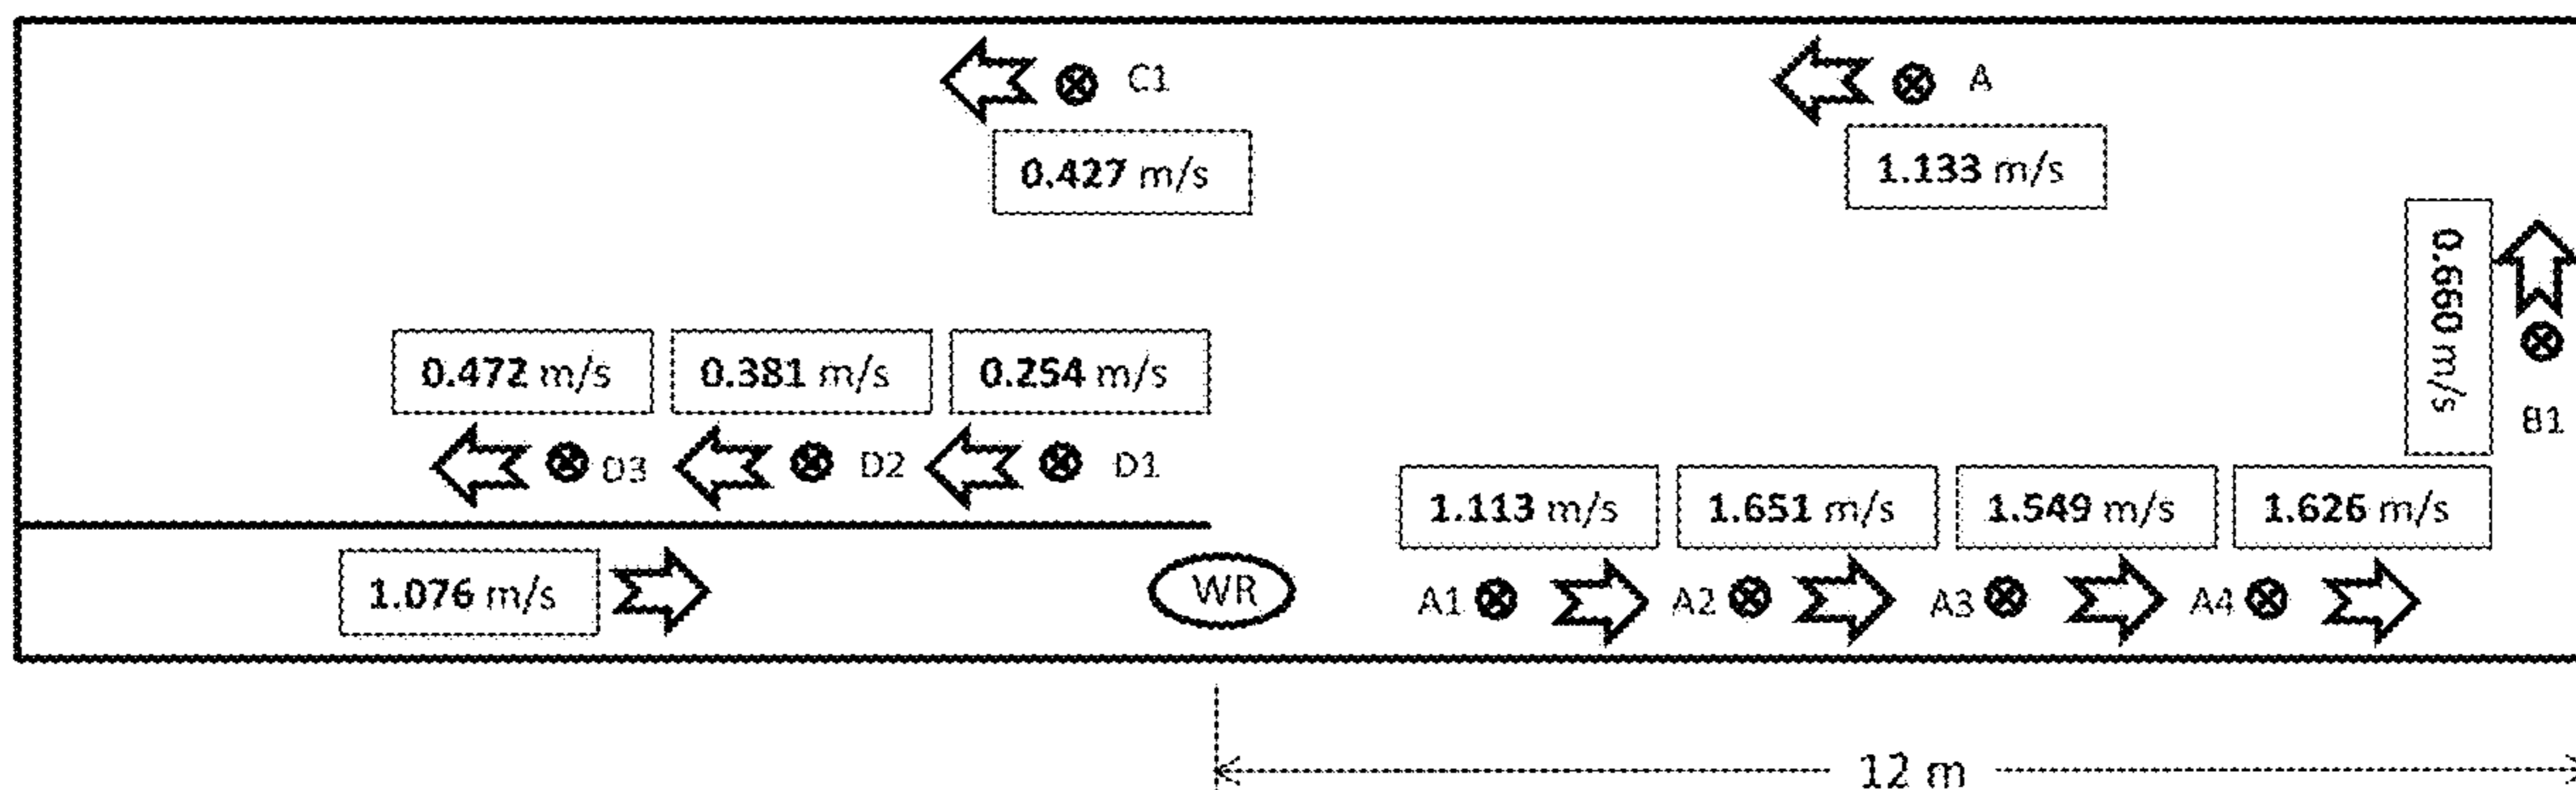 C1
A
0.427 m/s
1.133 m/s
0.660 m/s
B1
0.472 m/s
0.381 m/s
0.254 m/s
D3
D2
D1
1.113 m/s
1.651 m/s
1.549 m/s
1.626 m/s
1.076 m/s
WR
A1
A2
A3
A4
12 m